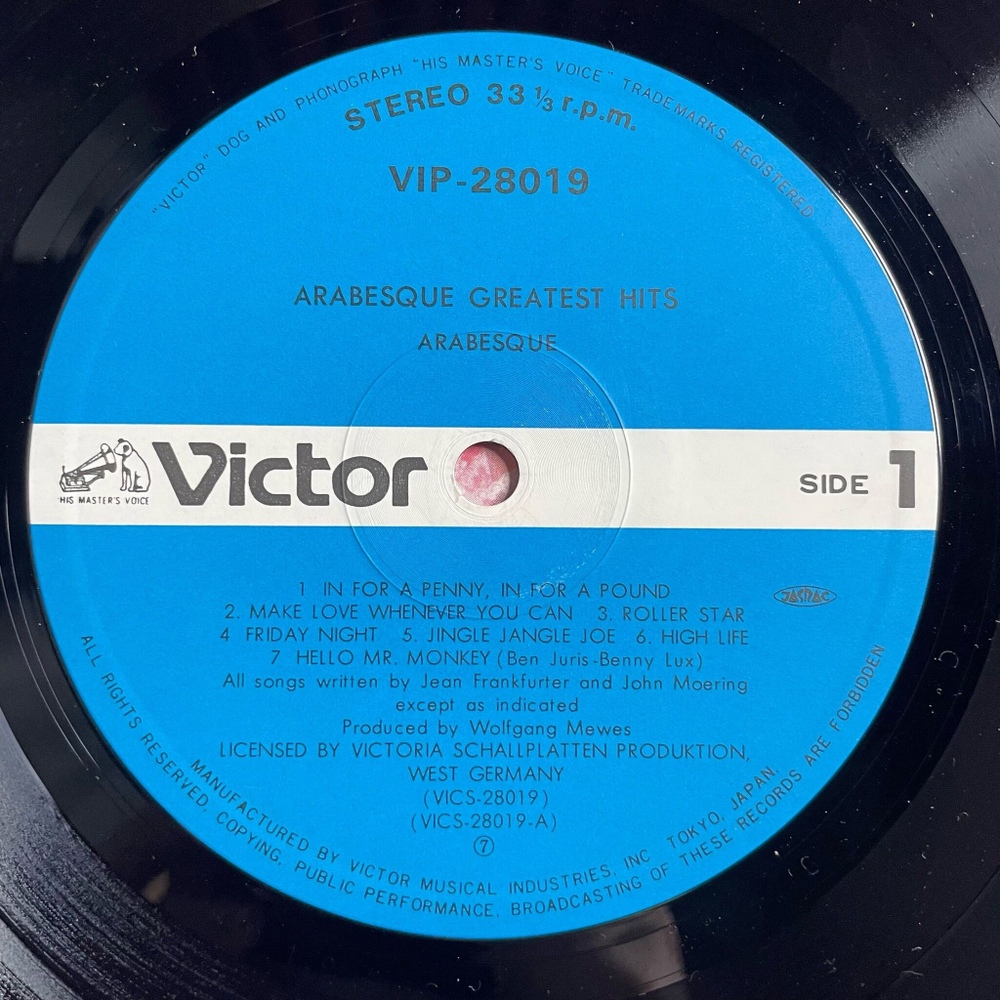 "VICTOR" DOG AND PHONOGRAPH "HIS MASTER'S VOICE" TRADEMARKS REGISTERED
STEREO 33 1/3 r.p.m.
VIP-28019
ARABESQUE GREATEST HITS
ARABESQUE
HIS MASTER'S VOICE
Victor
SIDE 1
1 IN FOR A PENNY, IN FOR A POUND
JASRAC
2. MAKE LOVE WHENEVER YOU CAN 3. ROLLER STAR
4 FRIDAY NIGHT 5. JINGLE JANGLE JOE 6. HIGH LIFE
7 HELLO MR. MONKEY (Ben Juris-Benny Lux)
All songs written by Jean Frankfurter and John Moering
except as indicated
Produced by Wolfgang Mewes
LICENSED BY VICTORIA SCHALLPLATTEN PRODUKTION,
WEST GERMANY
(VICS-28019)
(VICS-28019-A)
⑦
MANUFACTURED BY VICTOR MUSICAL INDUSTRIES, INC TOKYO, JAPAN.
ALL RIGHTS RESERVED, COPYING, PUBLIC PERFORMANCE, BROADCASTING OF THESE RECORDS ARE FORBIDDEN